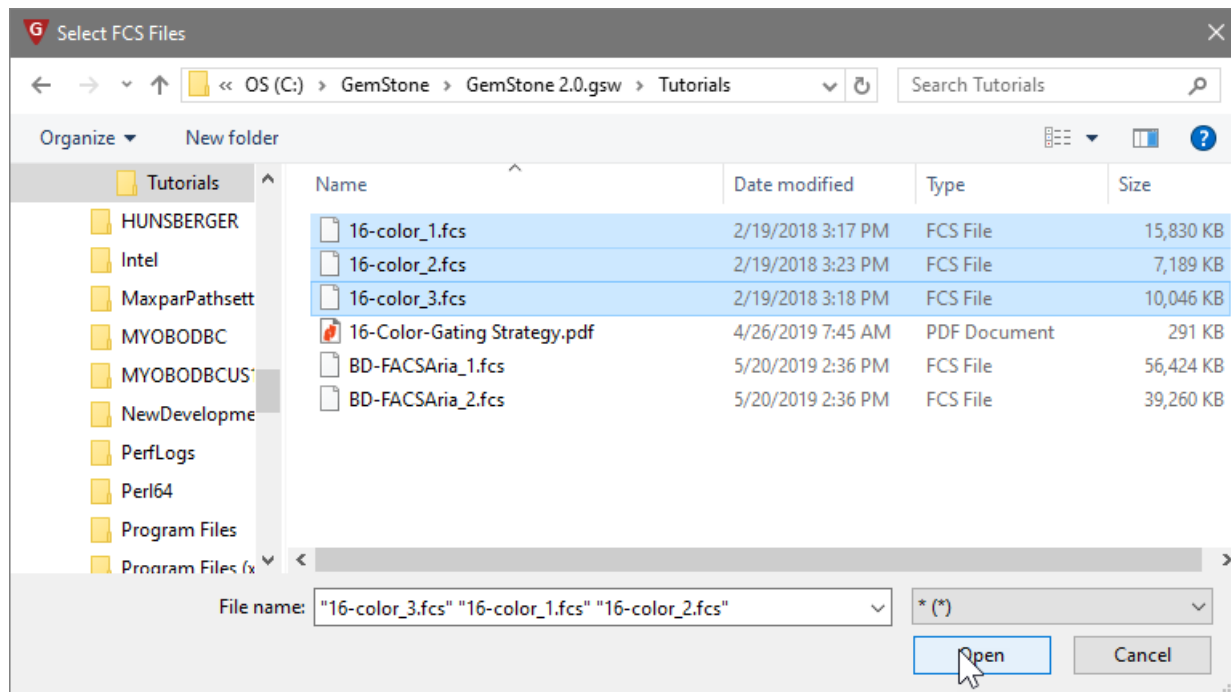 G Select FCS Files
« OS (C:) › GemStone › GemStone 2.0.gsw › Tutorials Search Tutorials
Organize New folder ?
Tutorials
HUNSBERGER
Intel
MaxparPathsett
MYOBODBC
MYOBODBCUS
NewDevelopme
PerfLogs
Perl64
Program Files
Program Files (x
Name Date modified Type Size
16-color_1.fcs 2/19/2018 3:17 PM FCS File 15,830 KB
16-color_2.fcs 2/19/2018 3:23 PM FCS File 7,189 KB
16-color_3.fcs 2/19/2018 3:18 PM FCS File 10,046 KB
16-Color-Gating Strategy.pdf 4/26/2019 7:45 AM PDF Document 291 KB
BD-FACSAria_1.fcs 5/20/2019 2:36 PM FCS File 56,424 KB
BD-FACSAria_2.fcs 5/20/2019 2:36 PM FCS File 39,260 KB
File name: "16-color_3.fcs" "16-color_1.fcs" "16-color_2.fcs" * (*)
Open Cancel